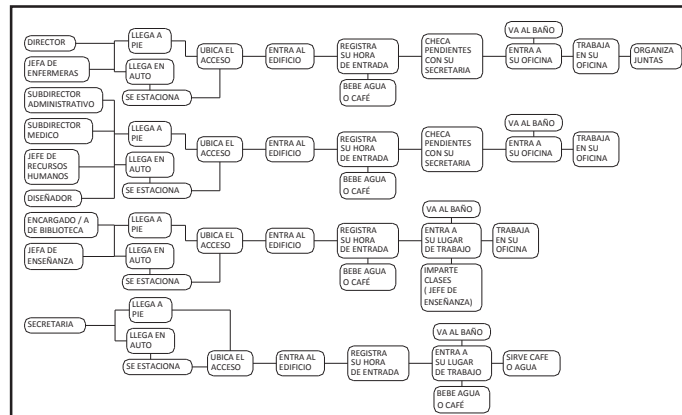 DIRECTOR
JEFA DE
ENFERMERAS
LLEGA A
PIE
LLEGA EN
AUTO
SE ESTACIONA
UBICA EL
ACCESO
ENTRA AL
EDIFICIO
REGISTRA
SU HORA
DE ENTRADA
BEBE AGUA
O CAFÉ
CHECA
PENDIENTES
CON SU
SECRETARIA
VA AL BAÑO
ENTRA A
SU OFICINA
TRABAJA
EN SU
OFICINA
ORGANIZA
JUNTAS
SUBDIRECTOR
ADMINISTRATIVO
SUBDIRECTOR
MEDICO
JEFE DE
RECURSOS
HUMANOS
DISEÑADOR
LLEGA A
PIE
LLEGA EN
AUTO
SE ESTACIONA
UBICA EL
ACCESO
ENTRA AL
EDIFICIO
REGISTRA
SU HORA
DE ENTRADA
BEBE AGUA
O CAFÉ
CHECA
PENDIENTES
CON SU
SECRETARIA
VA AL BAÑO
ENTRA A
SU OFICINA
TRABAJA
EN SU
OFICINA
ENCARGADO / A
DE BIBLIOTECA
JEFA DE
ENSEÑANZA
LLEGA A
PIE
LLEGA EN
AUTO
SE ESTACIONA
UBICA EL
ACCESO
ENTRA AL
EDIFICIO
REGISTRA
SU HORA
DE ENTRADA
BEBE AGUA
O CAFÉ
VA AL BAÑO
ENTRA A
SU LUGAR
DE TRABAJO
IMPARTE
CLASES
( JEFE DE
ENSEÑANZA)
TRABAJA
EN SU
OFICINA
SECRETARIA
LLEGA A
PIE
LLEGA EN
AUTO
SE ESTACIONA
UBICA EL
ACCESO
ENTRA AL
EDIFICIO
REGISTRA
SU HORA
DE ENTRADA
VA AL BAÑO
ENTRA A
SU LUGAR
DE TRABAJO
BEBE AGUA
O CAFÉ
SIRVE CAFE
O AGUA